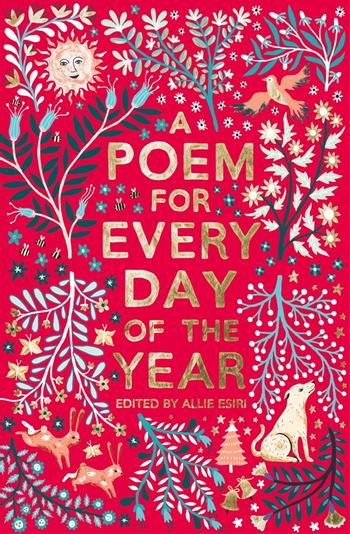 A
POEM
FOR
EVERY
DAY
OF THE
YEAR
EDITED BY ALLIE ESIRI